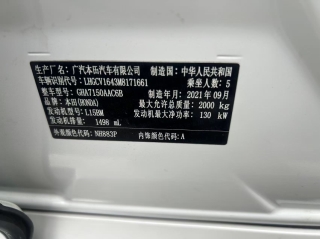 生产厂名：广汽本田汽车有限公司 制造国：中华人民共和国
车辆识别代号：LHGCV1643M8171661 乘坐人数：5
整车型号：GHA7150AAC6B 制造年月：2021年09月
品牌：本田(HONDA) 最大允许总质量：2000 kg
发动机型号：L15BM 发动机最大净功率：130 kW
发动机排量：1498 mL
外观颜色代码：NH883P 内饰颜色代码：A